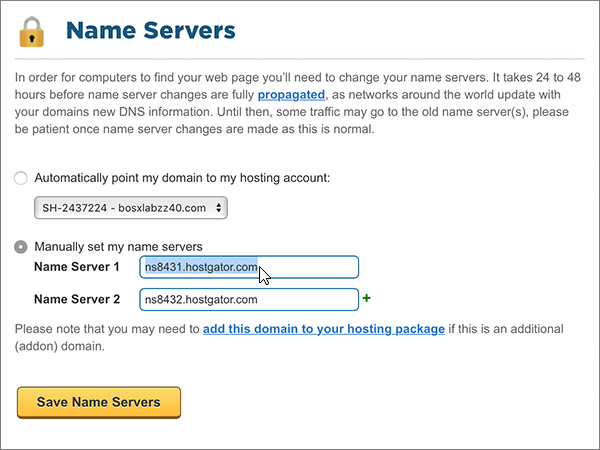 Name Servers
In order for computers to find your web page you'll need to change your name servers. It takes 24 to 48
hours before name server changes are fully propagated, as networks around the world update with
your domains new DNS information. Until then, some traffic may go to the old name server(s), please
be patient once name server changes are made as this is normal.
Automatically point my domain to my hosting account:
SH-2437224 - bosxlabzz40.com
Manually set my name servers
Name Server 1 ns8431.hostgator.com
Name Server 2 ns8432.hostgator.com +
Please note that you may need to add this domain to your hosting package if this is an additional
(addon) domain.
Save Name Servers